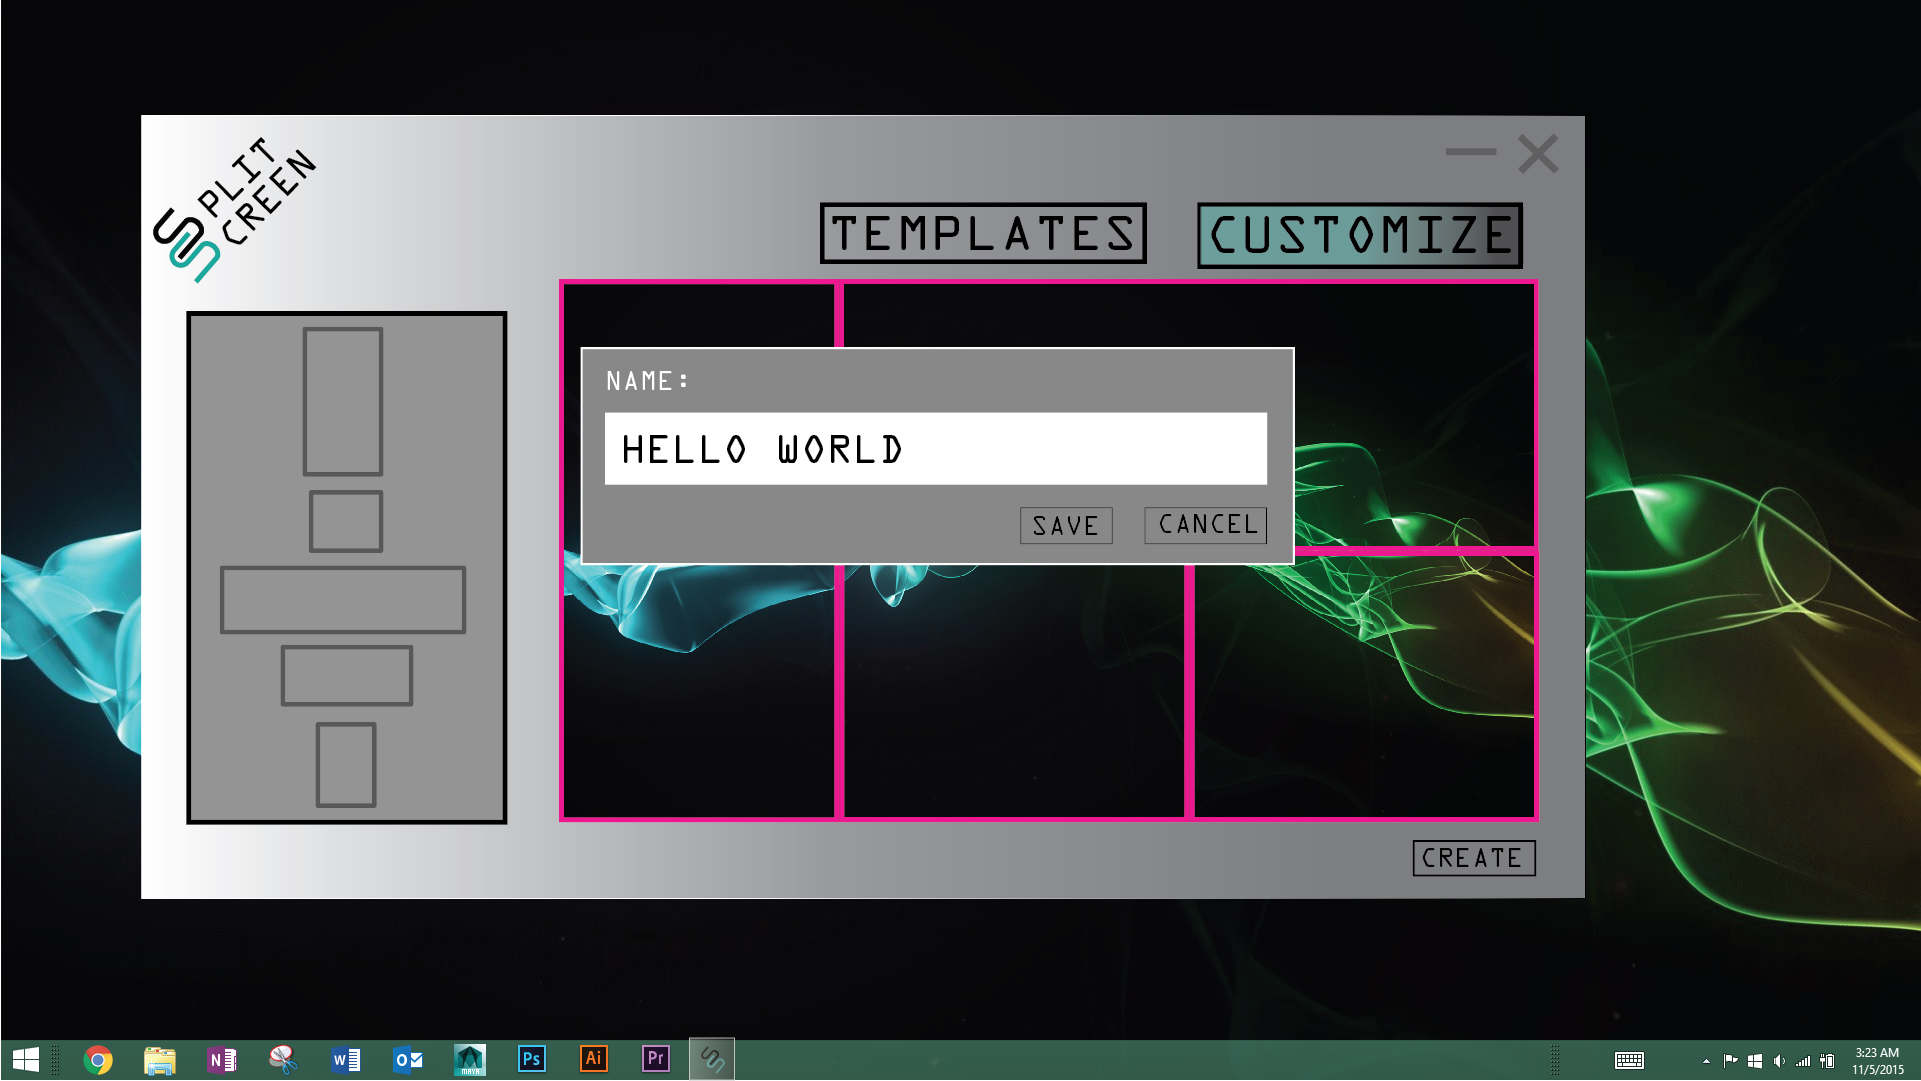 SPLIT
SCREEN
TEMPLATES
CUSTOMIZE
NAME:
HELLO WORLD
SAVE
CANCEL
CREATE
N
W
O
MAYA
Ps
Ai
Pr
3:23 AM
11/5/2015